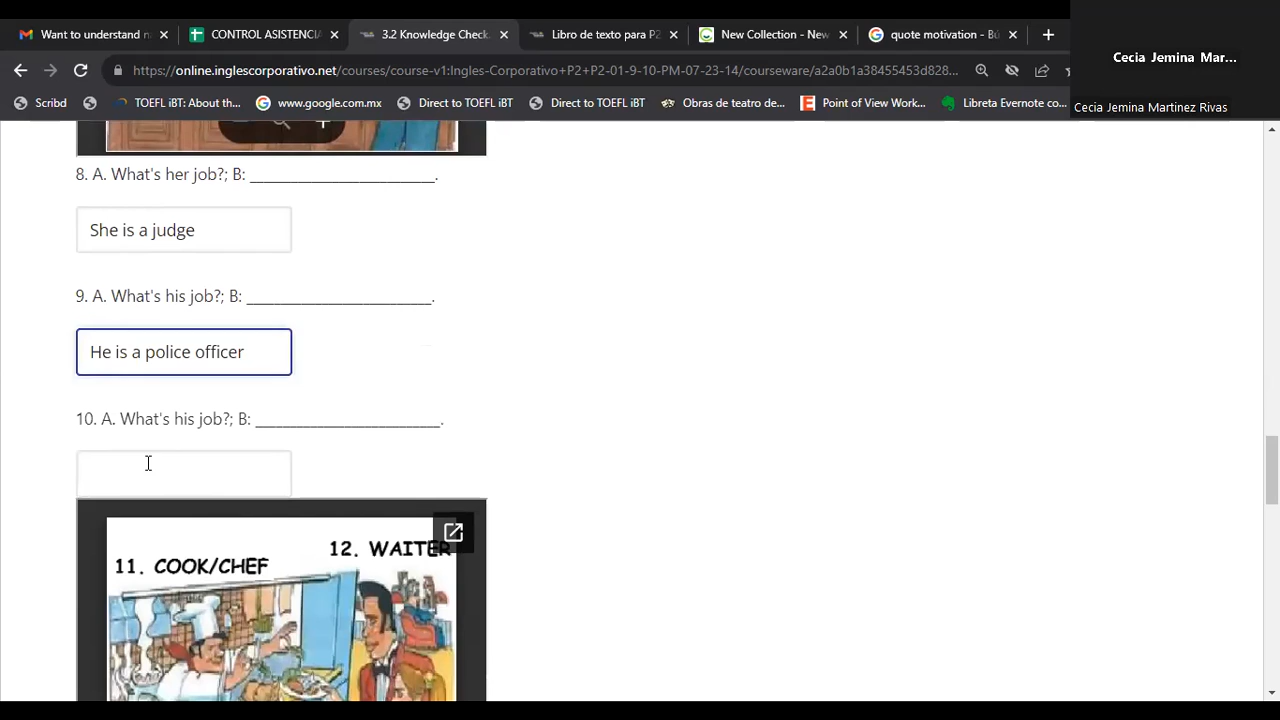 Want to understand n
CONTROL ASISTENCIA
3.2 Knowledge Check
Libro de texto para P2
New Collection - New
quote motivation - Bú
https://online.inglescorporativo.net/courses/course-v1:Ingles-Corporativo+P2+P2-01-9-10-PM-07-23-14/courseware/a2a0b1a38455453d828...
Scribd
TOEFL iBT: About th...
www.google.com.mx
Direct to TOEFL iBT
Direct to TOEFL iBT
Obras de teatro de...
Point of View Work...
Libreta Evernote co...
Cecia Jemina Mar...
Cecia Jemina Martinez Rivas
8. A. What's her job?; B: ______________________.
She is a judge
9. A. What's his job?; B: ______________________.
He is a police officer
10. A. What's his job?; B: ______________________.
12. WAITER
11. COOK/CHEF